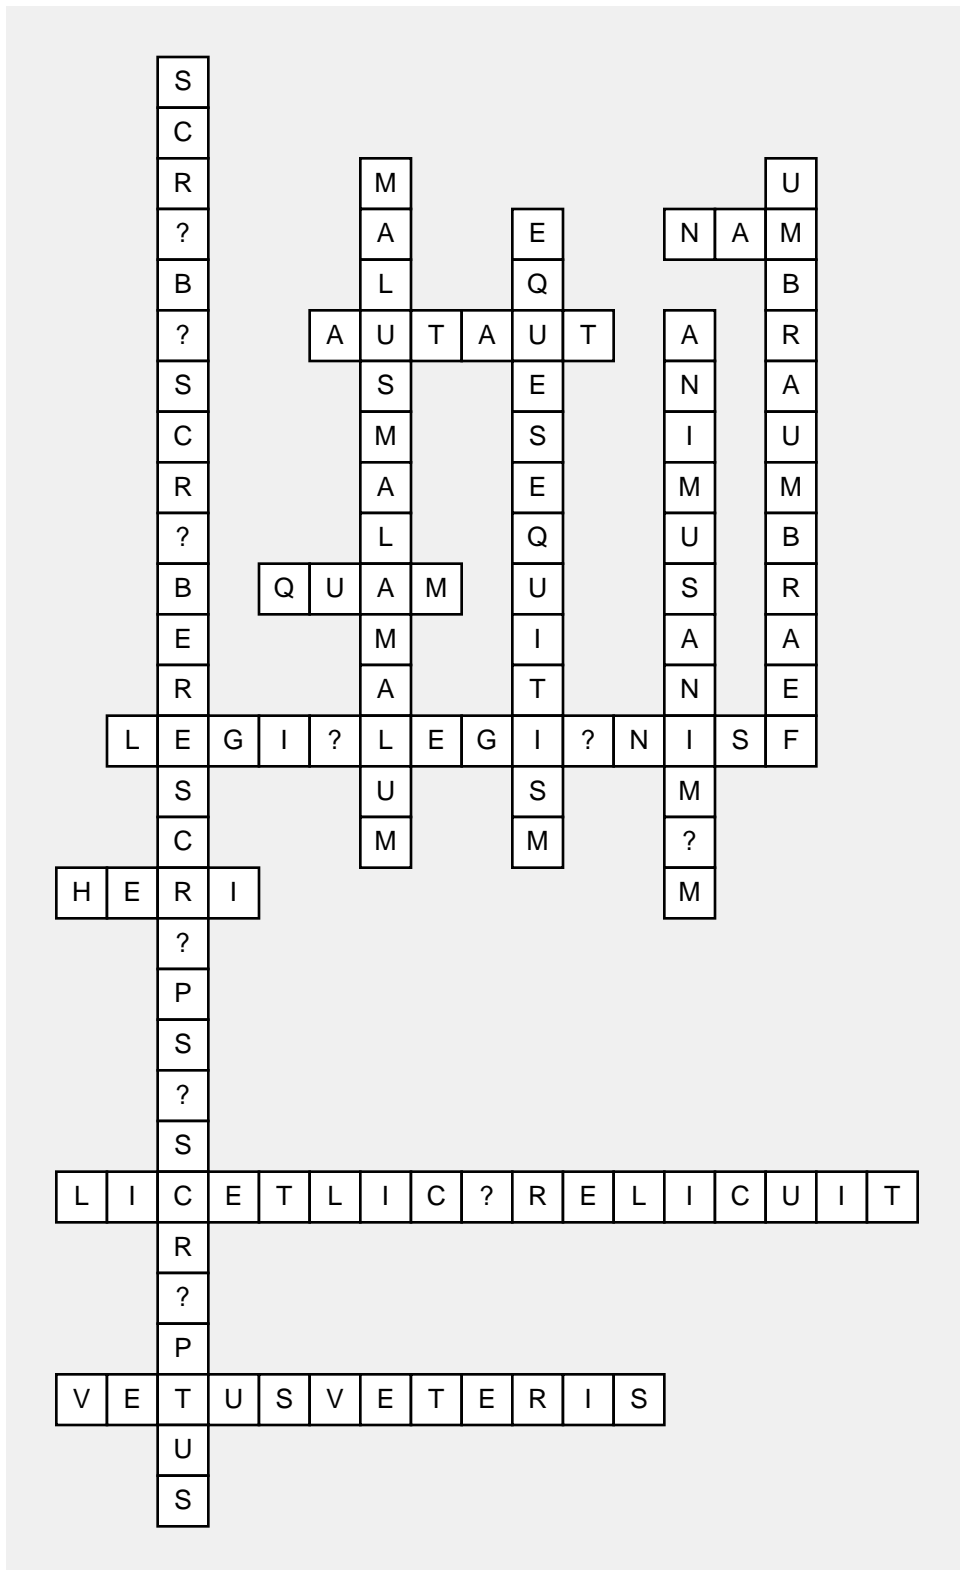 SCR?B?SCR?BERESCR?PS?SCR?PTUS
MALUSMALAMALUM
UMBRAUMBRAEF
EQUESEQUITISM
NAM
AUTAUT
ANIMUSANIM?M
QUAM
LEGI?LEGI?NISF
HERI
LICETLIC?RELICUIT
VETUSVETERIS